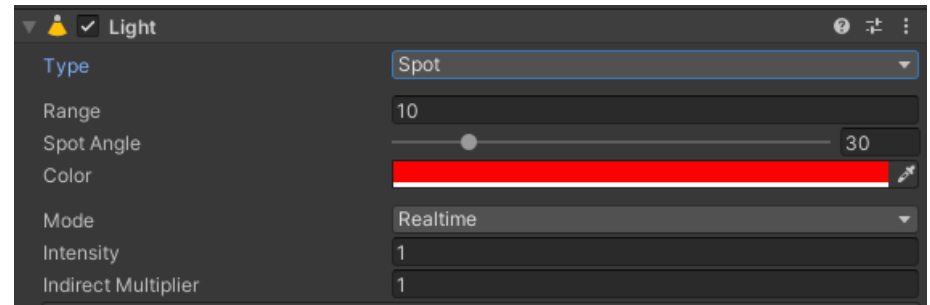 Light
Type Spot
Range 10
Spot Angle 30
Color
Mode Realtime
Intensity 1
Indirect Multiplier 1